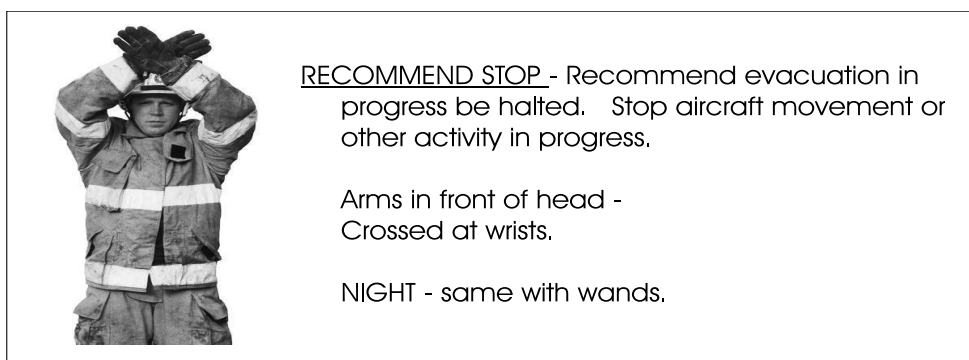 RECOMMEND STOP - Recommend evacuation in
progress be halted. Stop aircraft movement or
other activity in progress.
Arms in front of head -
Crossed at wrists.
NIGHT - same with wands.